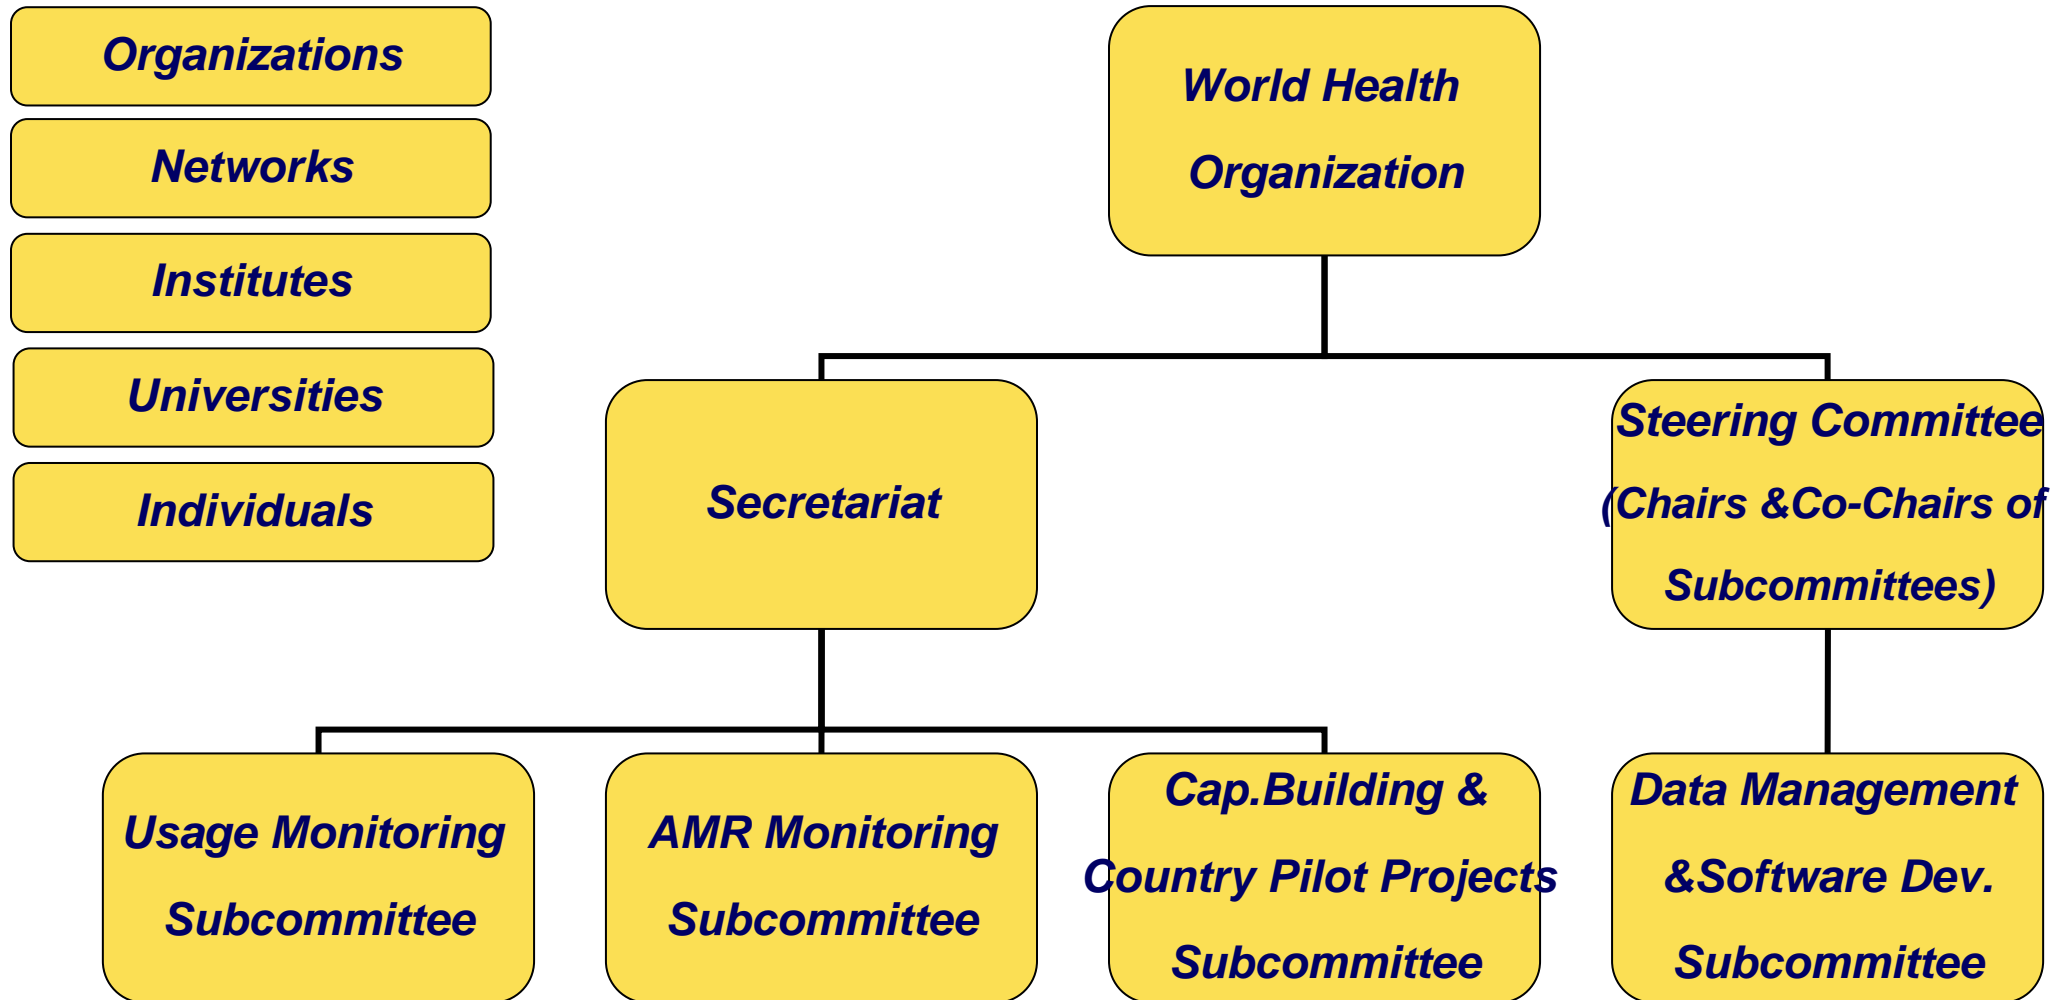 Organizations
Networks
Institutes
Universities
Individuals
World Health
Organization
Secretariat
Steering Committee
(Chairs &Co-Chairs of
Subcommittees)
Usage Monitoring
Subcommittee
AMR Monitoring
Subcommittee
Cap.Building &
Country Pilot Projects
Subcommittee
Data Management
&Software Dev.
Subcommittee